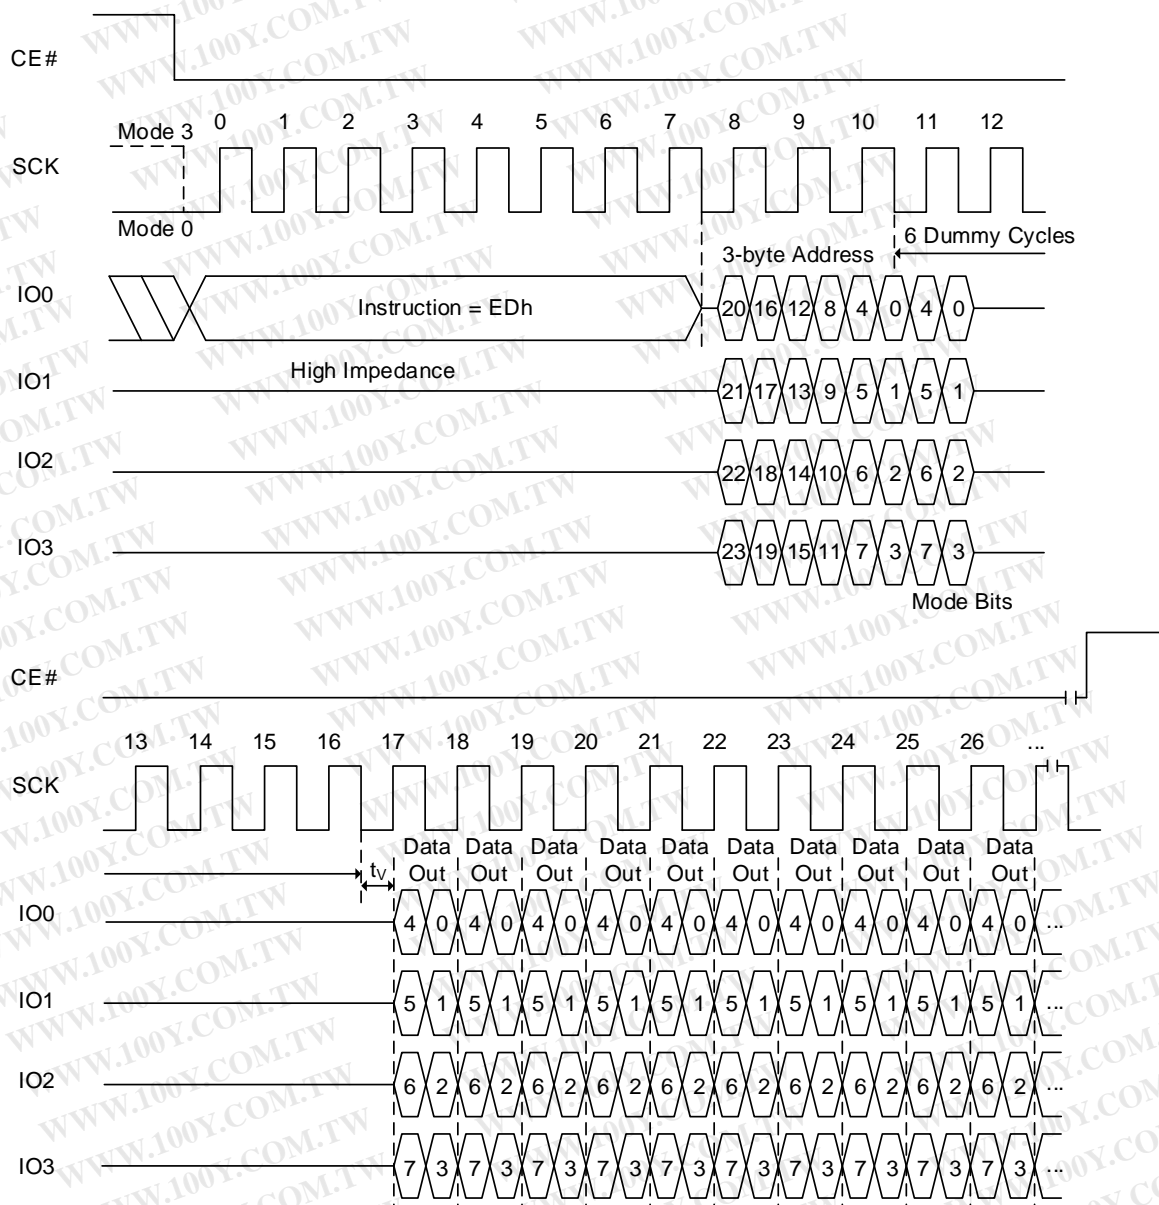 CE#
Mode 3
0 1 2 3 4 5 6 7 8 9 10 11 12
SCK
Mode 0
6 Dummy Cycles
3-byte Address
IO0
Instruction = EDh
20 16 12 8 4 0 4 0
IO1
High Impedance
21 17 13 9 5 1 5 1
IO2
22 18 14 10 6 2 6 2
IO3
23 19 15 11 7 3 7 3
Mode Bits
CE#
13 14 15 16 17 18 19 20 21 22 23 24 25 26 ...
SCK
tV
Data Out Data Out Data Out Data Out Data Out Data Out Data Out Data Out Data Out Data Out
IO0
4 0 4 0 4 0 4 0 4 0 4 0 4 0 4 0 4 0 4 0 ...
IO1
5 1 5 1 5 1 5 1 5 1 5 1 5 1 5 1 5 1 5 1 ...
IO2
6 2 6 2 6 2 6 2 6 2 6 2 6 2 6 2 6 2 6 2 ...
IO3
7 3 7 3 7 3 7 3 7 3 7 3 7 3 7 3 7 3 7 3 ...
WWW.100Y.COM.TW